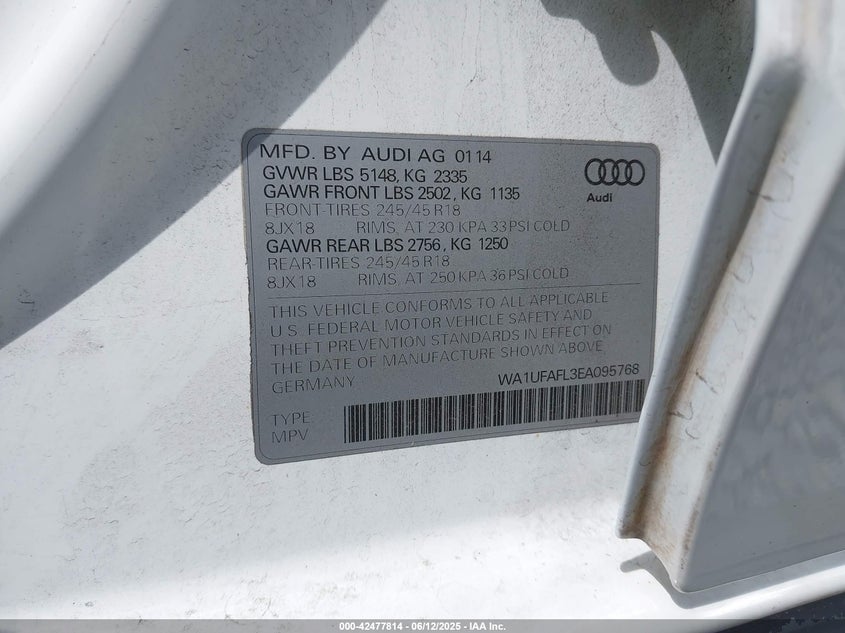 MFD. BY AUDI AG 01 14
GVWR LBS 5148, KG 2335
GAWR FRONT LBS 2502, KG 1135
FRONT-TIRES 245/45 R18
8JX18 RIMS, AT 230 KPA 33 PSI COLD
GAWR REAR LBS 2756, KG 1250
REAR-TIRES 245/45 R18
8JX18 RIMS, AT 250 KPA 36 PSI COLD
Audi
THIS VEHICLE CONFORMS TO ALL APPLICABLE
U.S. FEDERAL MOTOR VEHICLE SAFETY AND
THEFT PREVENTION STANDARDS IN EFFECT ON
THE DATE OF MANUFACTURE SHOWN ABOVE
GERMANY WA1UFAFL3EA095768
TYPE
MPV
000-42477814 - 06/12/2025 - IAA Inc.